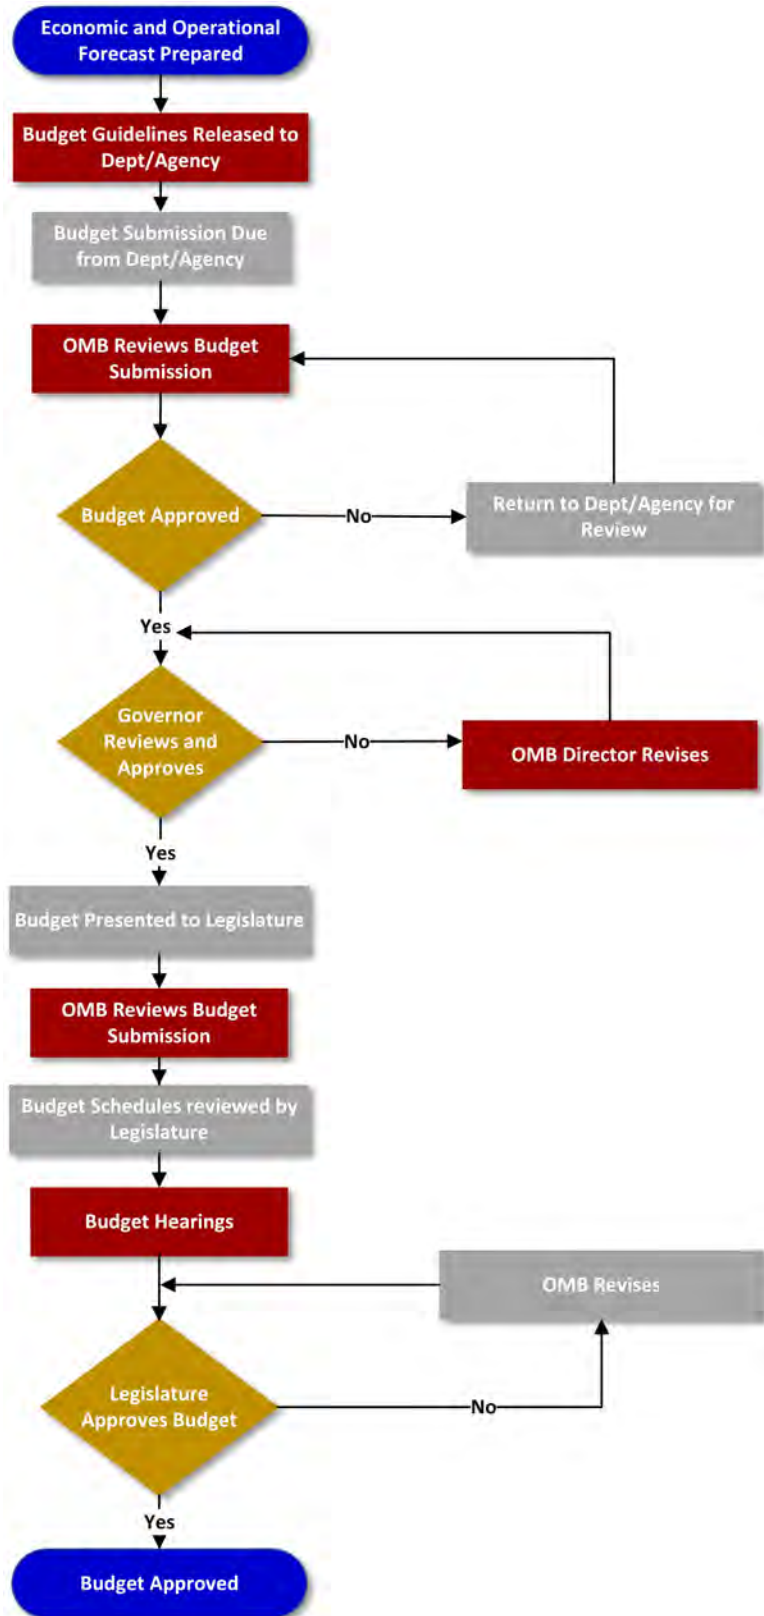 Economic and Operational
Forecast Prepared
Budget Guidelines Released to
Dept/Agency
Budget Submission Due
from Dept/Agency
OMB Reviews Budget
Submission
Budget Approved
No
Return to Dept/Agency for
Review
Yes
Governor
Reviews and
Approves
No
OMB Director Revises
Yes
Budget Presented to Legislature
OMB Reviews Budget
Submission
Budget Schedules reviewed by
Legislature
Budget Hearings
OMB Revises
Legislature
Approves Budget
No
Yes
Budget Approved